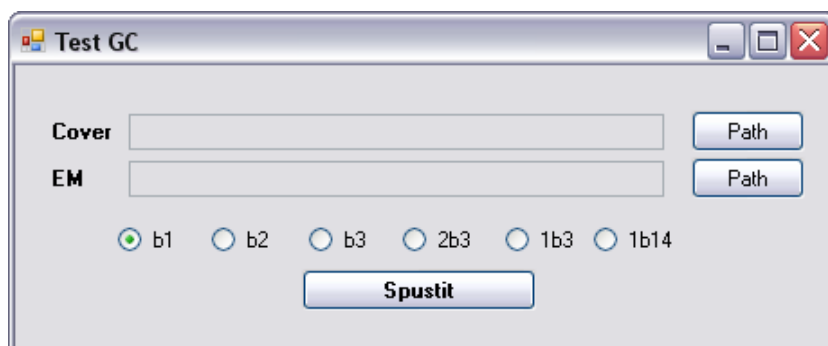 Test GC
Cover Path
EM Path
b1 b2 b3 2b3 1b3 1b14
Spustit